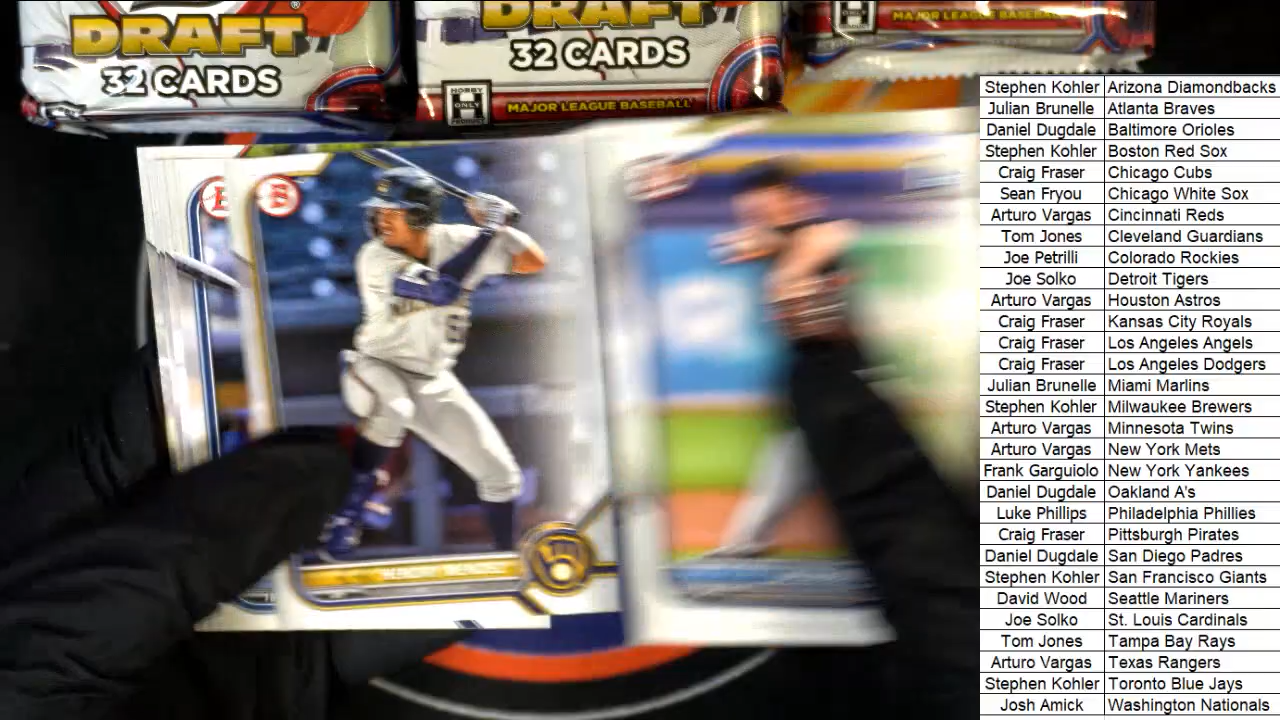 DRAFT
32 CARDS
DRAFT
32 CARDS
HOBBY
ONLY
H
MAJOR LEAGUE BASEBALL
H
MAJOR LEAGUE BASEBALL
B
Stephen Kohler Arizona Diamondbacks
Julian Brunelle Atlanta Braves
Daniel Dugdale Baltimore Orioles
Stephen Kohler Boston Red Sox
Craig Fraser Chicago Cubs
Sean Fryou Chicago White Sox
Arturo Vargas Cincinnati Reds
Tom Jones Cleveland Guardians
Joe Petrilli Colorado Rockies
Joe Solko Detroit Tigers
Arturo Vargas Houston Astros
Craig Fraser Kansas City Royals
Craig Fraser Los Angeles Angels
Craig Fraser Los Angeles Dodgers
Julian Brunelle Miami Marlins
Stephen Kohler Milwaukee Brewers
Arturo Vargas Minnesota Twins
Arturo Vargas New York Mets
Frank Garguiolo New York Yankees
Daniel Dugdale Oakland A's
Luke Phillips Philadelphia Phillies
Craig Fraser Pittsburgh Pirates
Daniel Dugdale San Diego Padres
Stephen Kohler San Francisco Giants
David Wood Seattle Mariners
Joe Solko St. Louis Cardinals
Tom Jones Tampa Bay Rays
Arturo Vargas Texas Rangers
Stephen Kohler Toronto Blue Jays
Josh Amick Washington Nationals